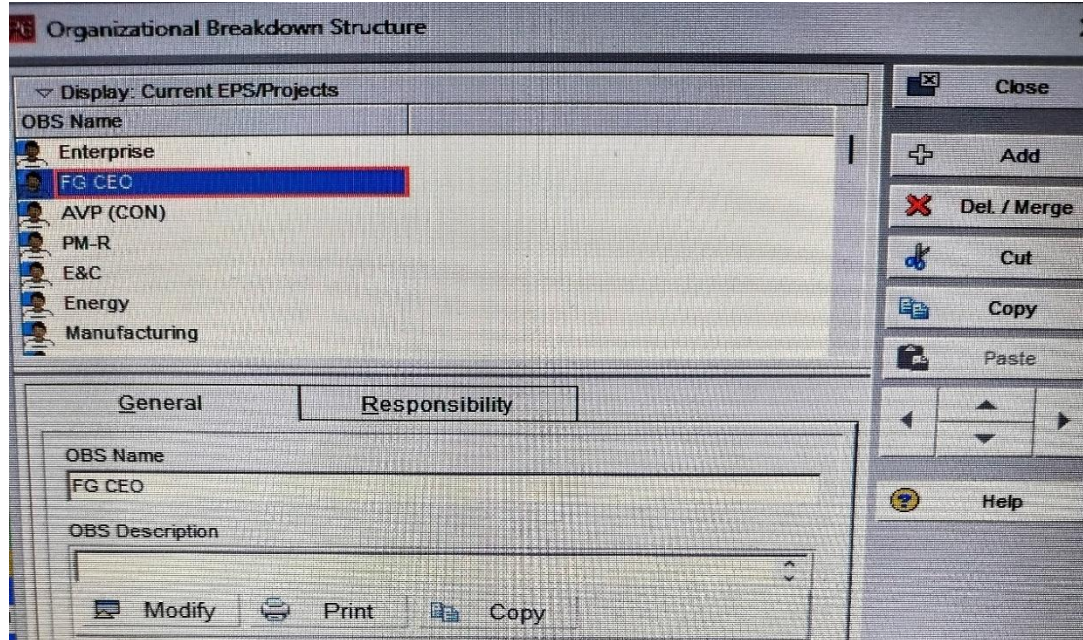 Organizational Breakdown Structure
Display: Current EPS/Projects
OBS Name
Enterprise
FG CEO
AVP (CON)
PM-R
E&C
Energy
Manufacturing
General
Responsibility
OBS Name
FG CEO
OBS Description
Modify
Print
Copy
Close
Add
Del. / Merge
Cut
Copy
Paste
Help